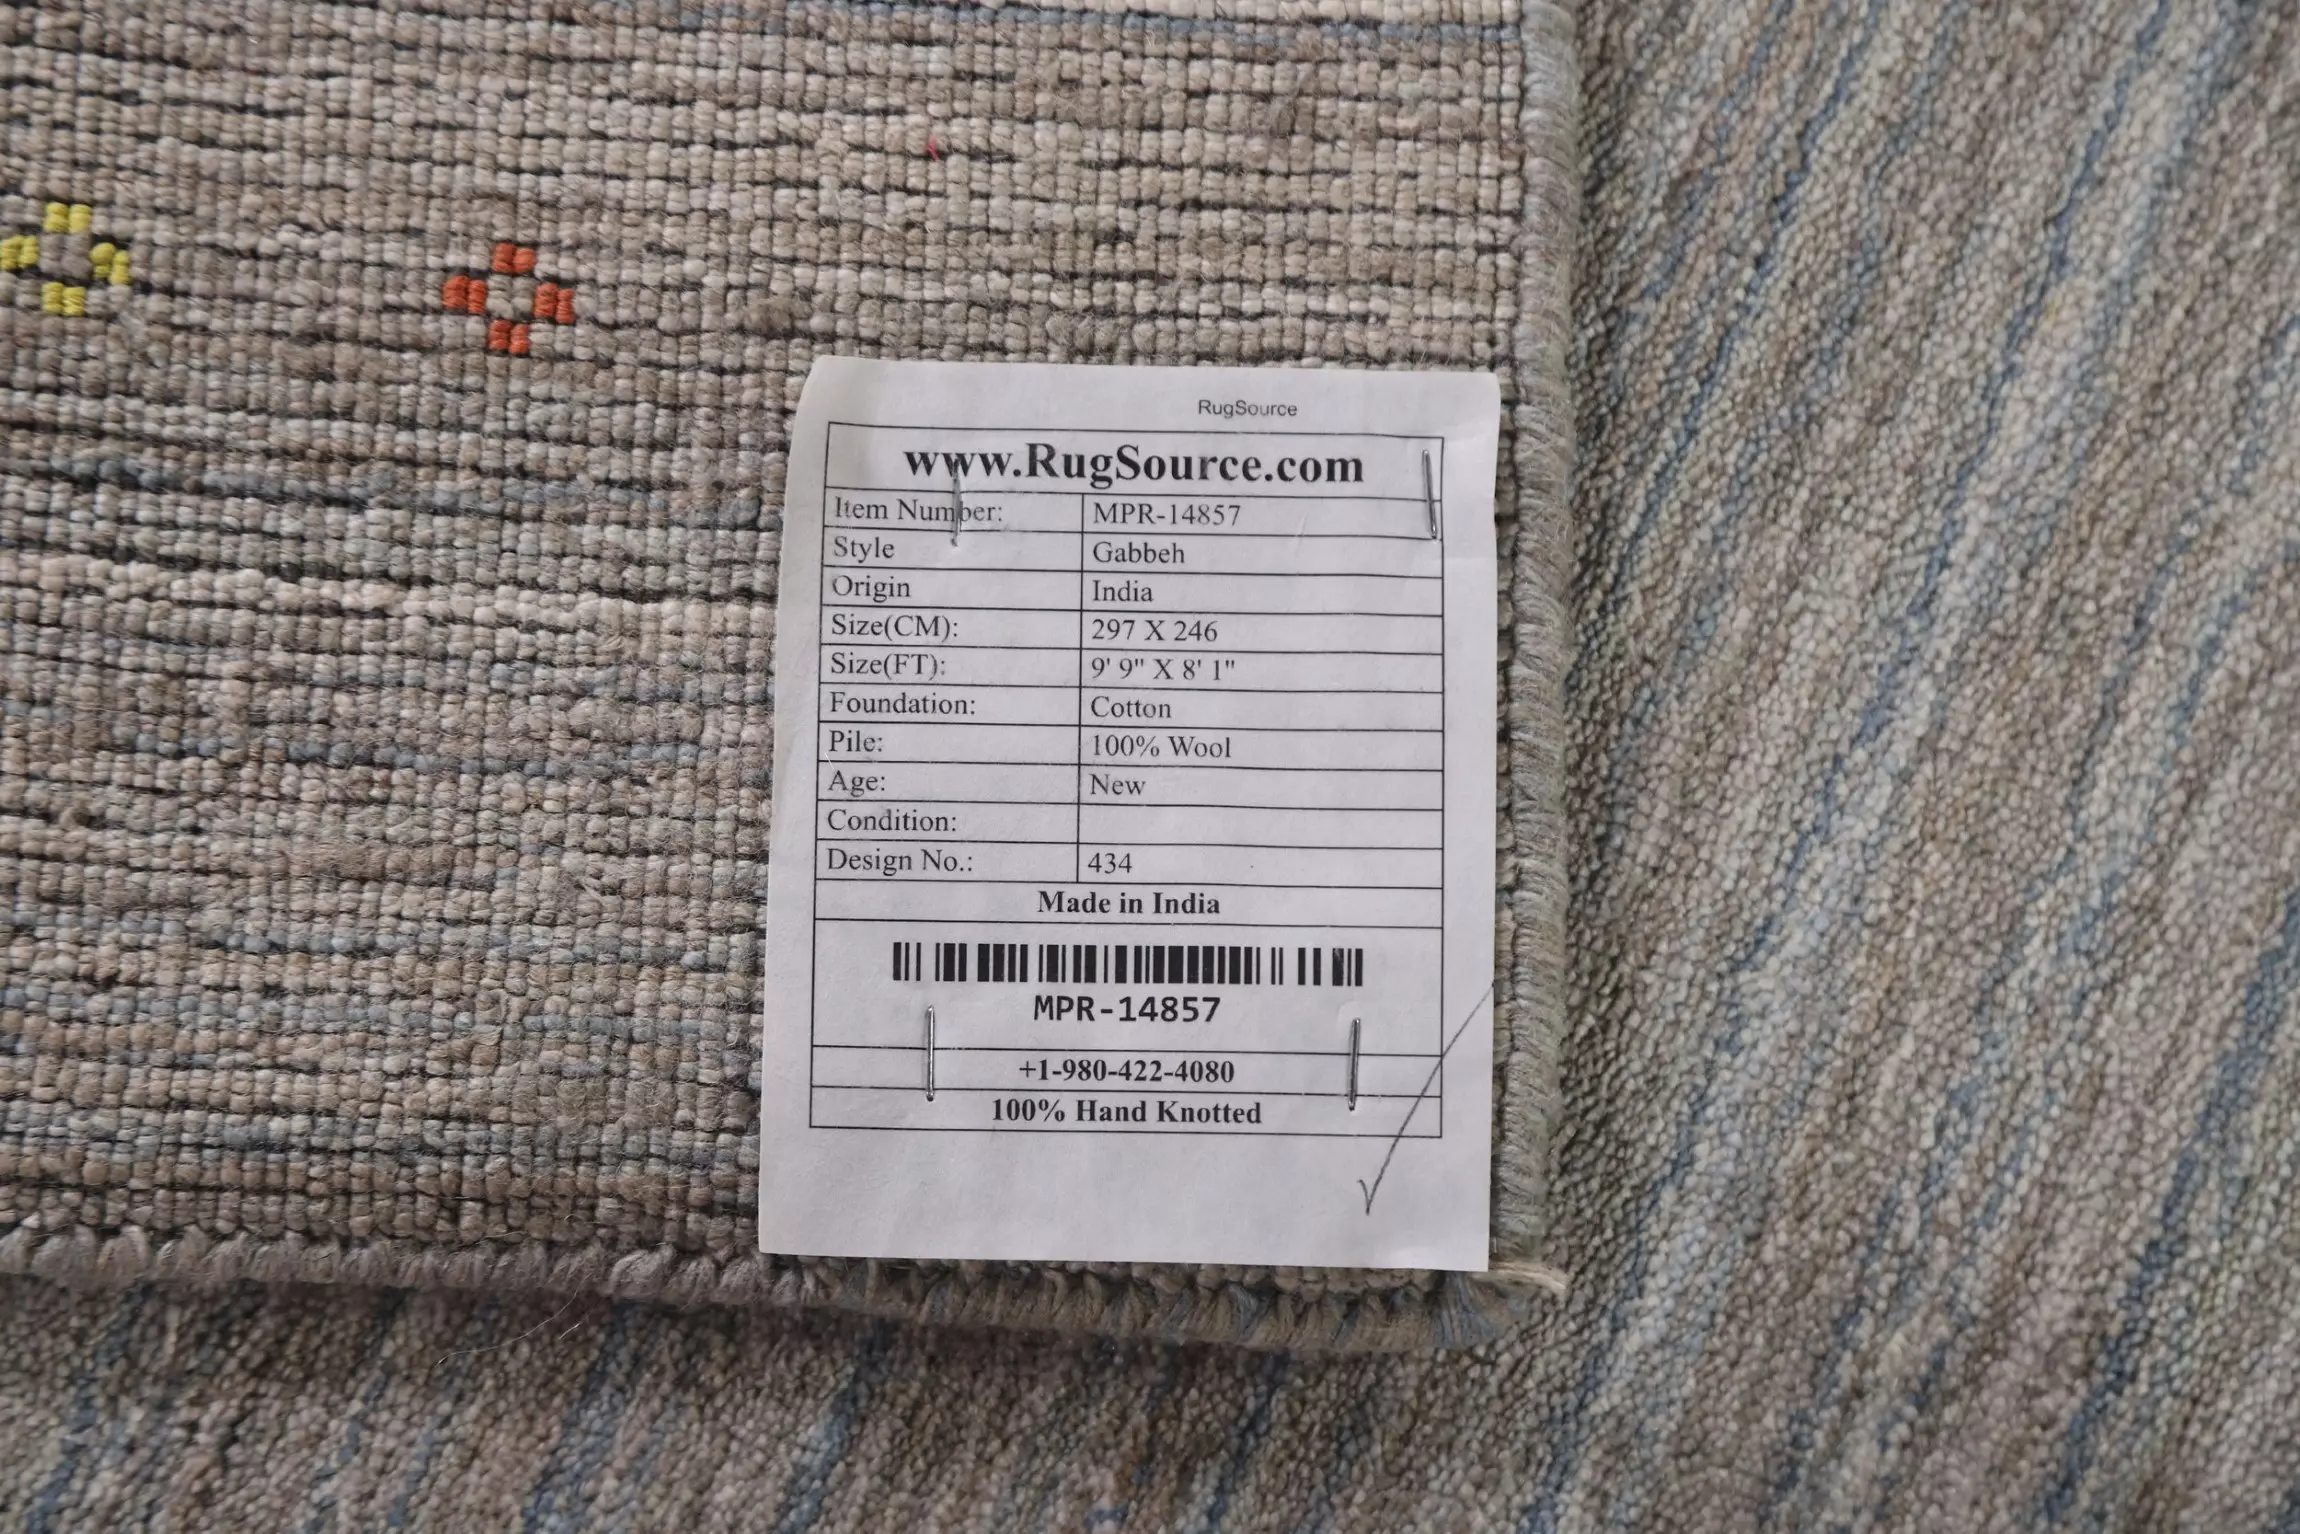 RugSource
www.RugSource.com
Item Number: MPR-14857
Style Gabbeh
Origin India
Size(CM): 297 X 246
Size(FT): 9' 9" X 8' 1"
Foundation: Cotton
Pile: 100% Wool
Age: New
Condition:
Design No.: 434
Made in India
MPR-14857
+1-980-422-4080
100% Hand Knotted